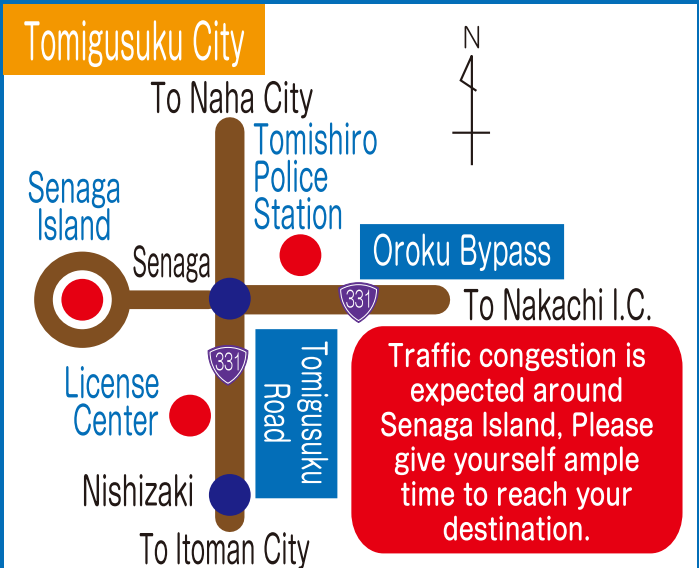 Tomigusuku City
N
To Naha City
Tomishiro
Police
Station
Senaga
Island
Senaga
Oroku Bypass
331
To Nakachi I.C.
331
Tomigusuku
Road
License
Center
Nishizaki
To Itoman City
Traffic congestion is
expected around
Senaga Island, Please
give yourself ample
time to reach your
destination.